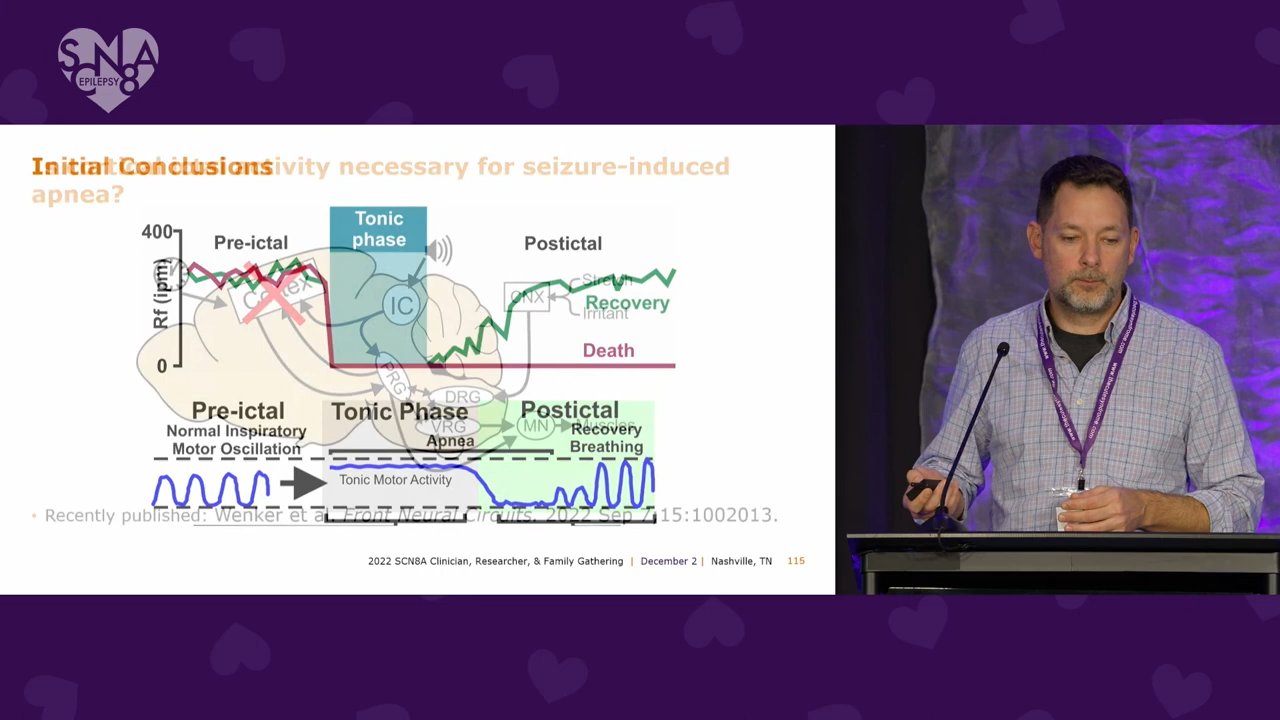 SCN8A
EPILEPSY
Initial Conclusions
activity necessary for seizure-induced
apnea?
Tonic
phase
400
Pre-ictal
Postictal
Rf (ipm)
Cortex
IC
CNX
Stretch
Irritant
Recovery
Death
0
PRG
DRG
VRG
MN
Muscles
Pre-ictal
Tonic Phase
Postictal
Normal Inspiratory
Motor Oscillation
Apnea
Recovery
Breathing
Tonic Motor Activity
• Recently published: Wenker et al. Front Neural Circuits. 2022 Sep 7;15:1002013.
2022 SCN8A Clinician, Researcher, & Family Gathering | December 2 | Nashville, TN 115